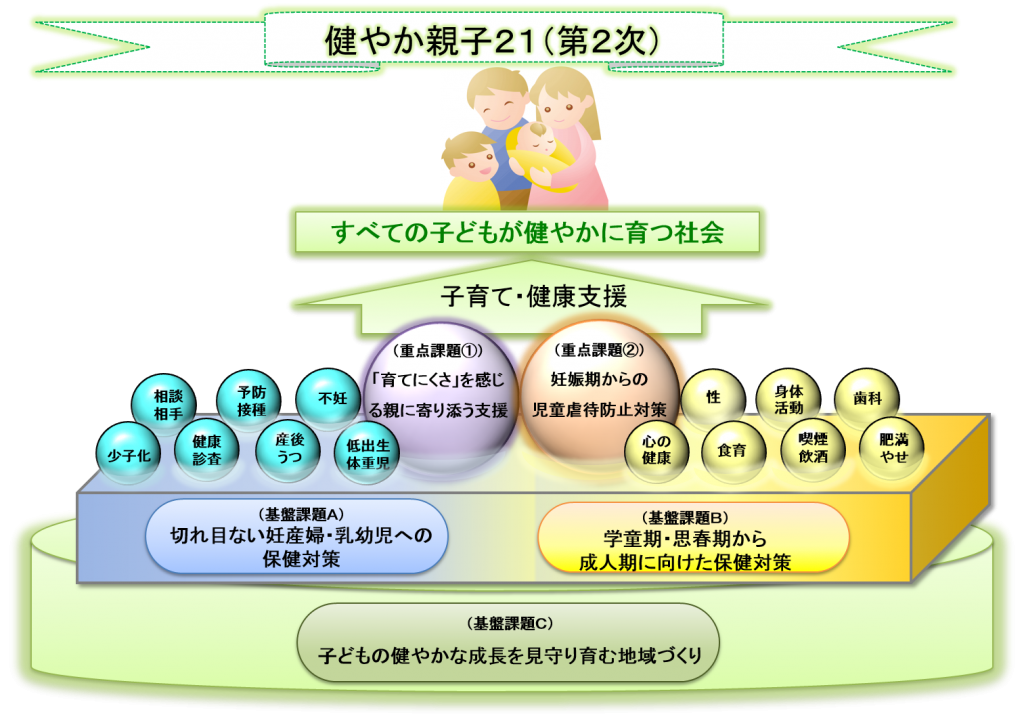 健やか親子２１（第２次）
すべての子どもが健やかに育つ社会
子育て・健康支援
（重点課題①）
「育てにくさ」を感じ
る親に寄り添う支援
（重点課題②）
妊娠期からの
児童虐待防止対策
相談
相手
予防
接種
不妊
少子化
健康
診査
産後
うつ
低出生
体重児
性
身体
活動
歯科
心の
健康
食育
喫煙
飲酒
肥満
やせ
（基盤課題A）
切れ目ない妊産婦・乳幼児への
保健対策
（基盤課題B）
学童期・思春期から
成人期に向けた保健対策
（基盤課題C）
子どもの健やかな成長を見守り育む地域づくり